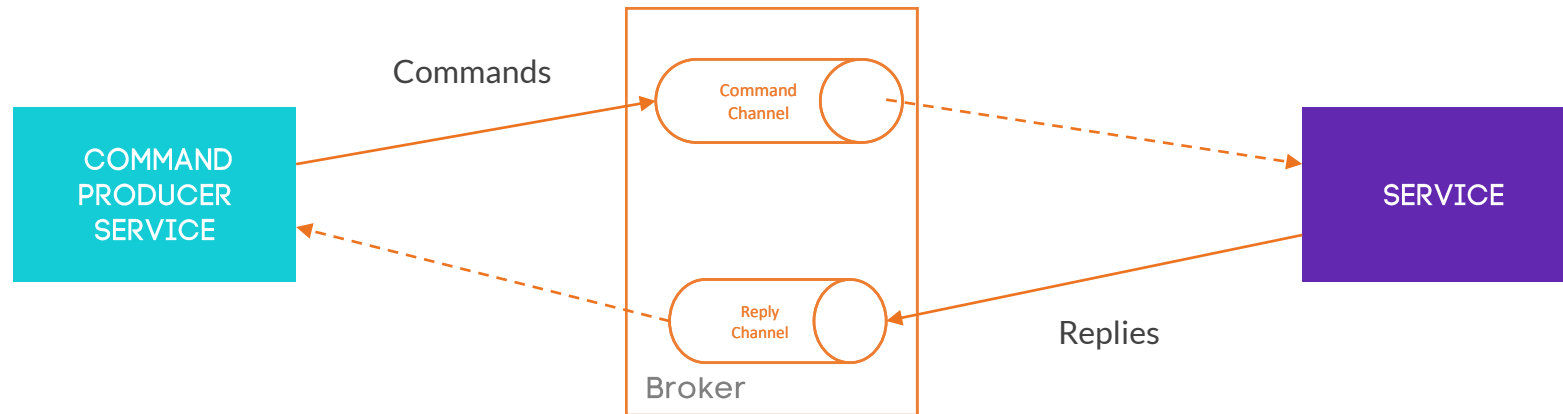 Commands
Command
Channel
COMMAND
PRODUCER
SERVICE
SERVICE
Reply
Channel
Replies
Broker